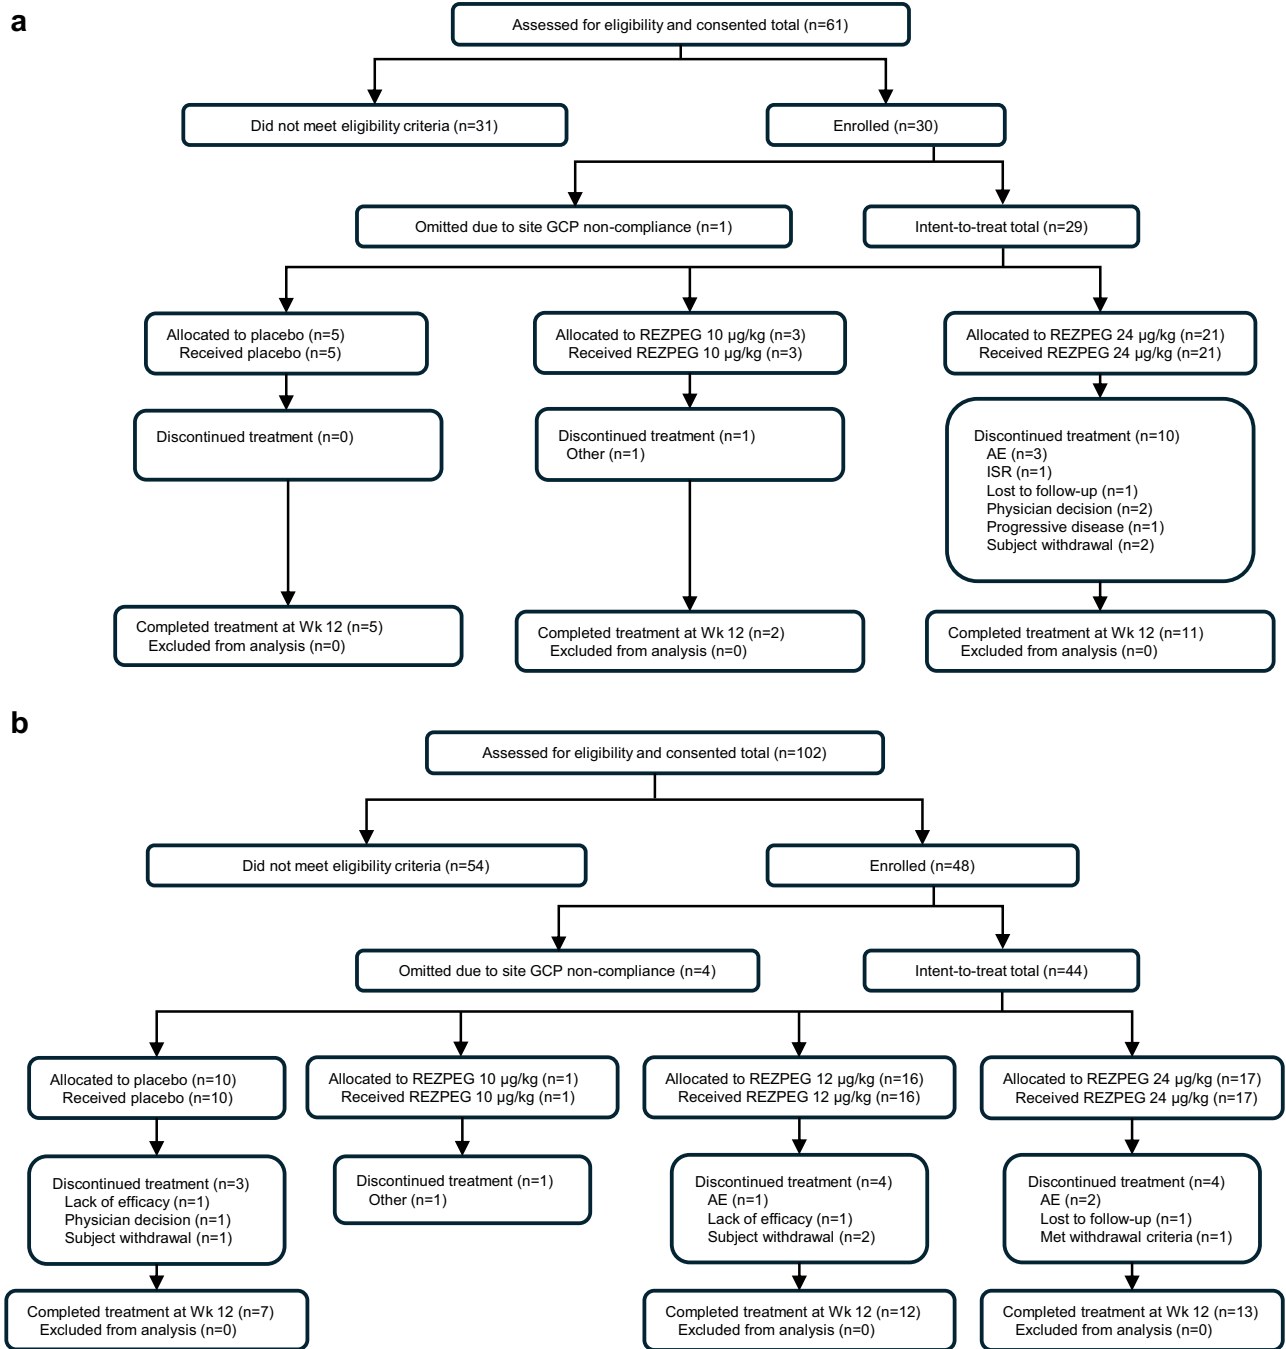 a
Assessed for eligibility and consented total (n=61)
Did not meet eligibility criteria (n=31)
Enrolled (n=30)
Omitted due to site GCP non-compliance (n=1)
Intent-to-treat total (n=29)
Allocated to placebo (n=5)
Received placebo (n=5)
Allocated to REZPEG 10 µg/kg (n=3)
Received REZPEG 10 µg/kg (n=3)
Allocated to REZPEG 24 µg/kg (n=21)
Received REZPEG 24 µg/kg (n=21)
Discontinued treatment (n=0)
Discontinued treatment (n=1)
Other (n=1)
Discontinued treatment (n=10)
AE (n=3)
ISR (n=1)
Lost to follow-up (n=1)
Physician decision (n=2)
Progressive disease (n=1)
Subject withdrawal (n=2)
Completed treatment at Wk 12 (n=5)
Excluded from analysis (n=0)
Completed treatment at Wk 12 (n=2)
Excluded from analysis (n=0)
Completed treatment at Wk 12 (n=11)
Excluded from analysis (n=0)
b
Assessed for eligibility and consented total (n=102)
Did not meet eligibility criteria (n=54)
Enrolled (n=48)
Omitted due to site GCP non-compliance (n=4)
Intent-to-treat total (n=44)
Allocated to placebo (n=10)
Received placebo (n=10)
Allocated to REZPEG 10 µg/kg (n=1)
Received REZPEG 10 µg/kg (n=1)
Allocated to REZPEG 12 µg/kg (n=16)
Received REZPEG 12 µg/kg (n=16)
Allocated to REZPEG 24 µg/kg (n=17)
Received REZPEG 24 µg/kg (n=17)
Discontinued treatment (n=3)
Lack of efficacy (n=1)
Physician decision (n=1)
Subject withdrawal (n=1)
Discontinued treatment (n=1)
Other (n=1)
Discontinued treatment (n=4)
AE (n=1)
Lack of efficacy (n=1)
Subject withdrawal (n=2)
Discontinued treatment (n=4)
AE (n=2)
Lost to follow-up (n=1)
Met withdrawal criteria (n=1)
Completed treatment at Wk 12 (n=7)
Excluded from analysis (n=0)
Completed treatment at Wk 12 (n=12)
Excluded from analysis (n=0)
Completed treatment at Wk 12 (n=13)
Excluded from analysis (n=0)